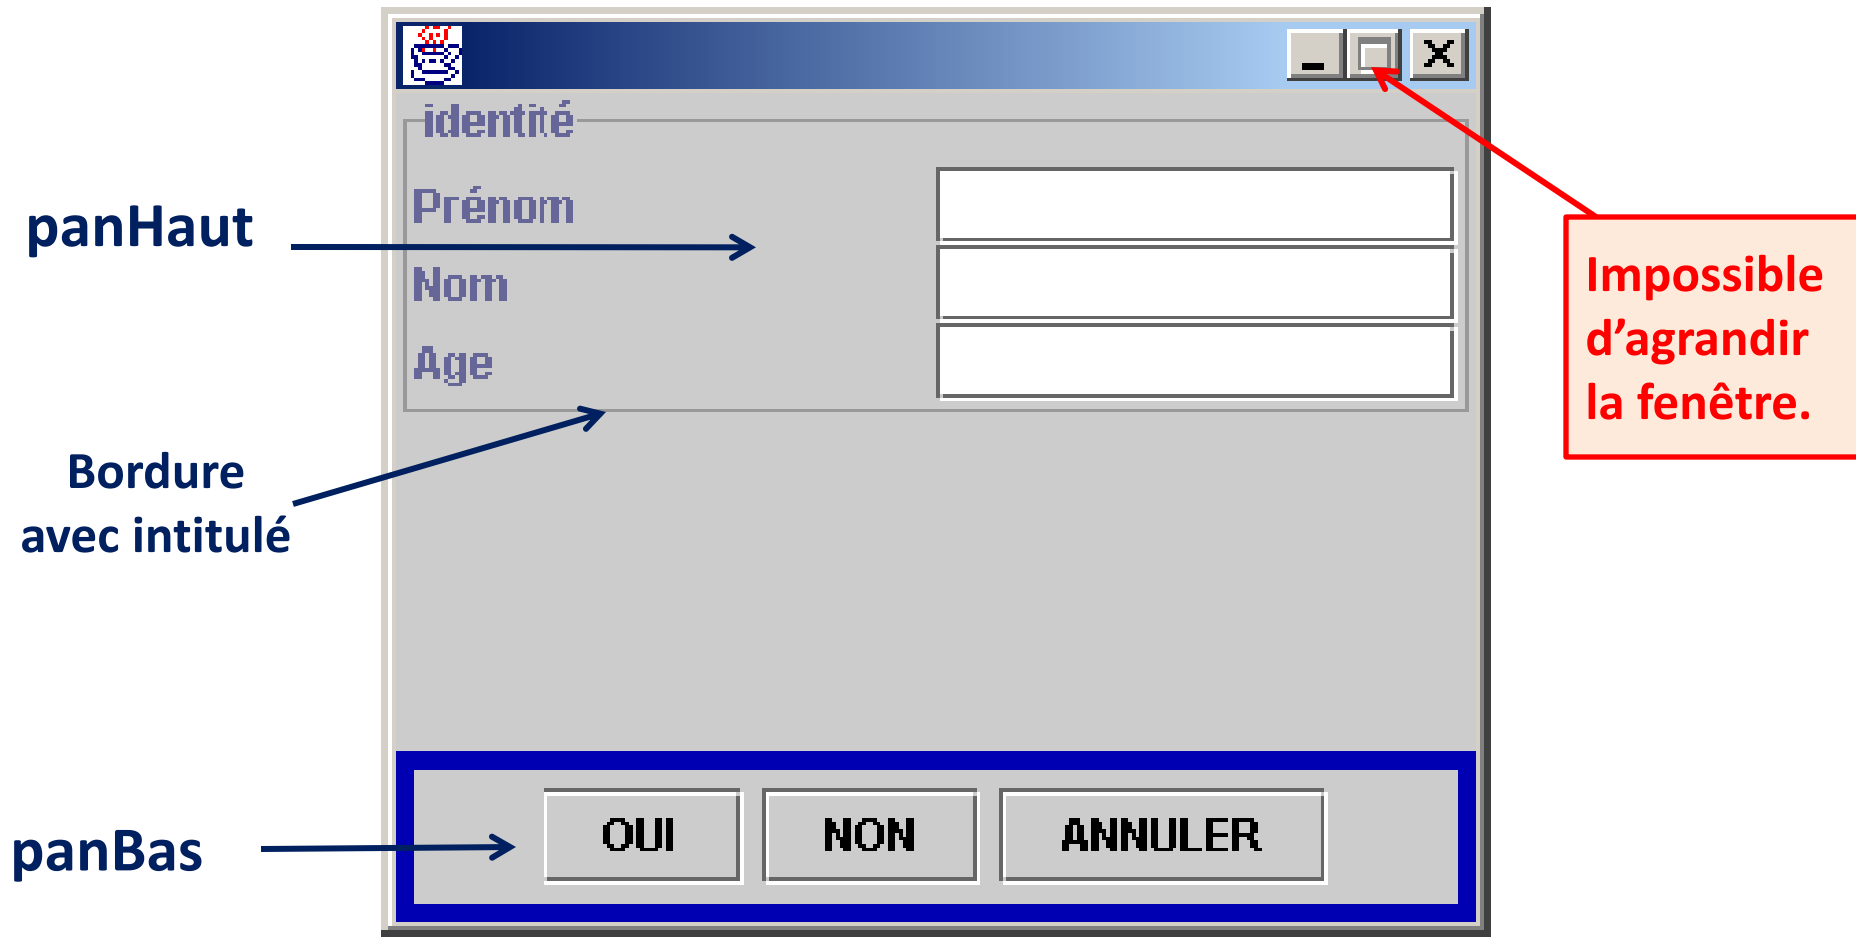 identité
Prénom
Nom
Age
panHaut
Bordure
avec intitulé
Impossible
d’agrandir
la fenêtre.
panBas
OUI NON ANNULER